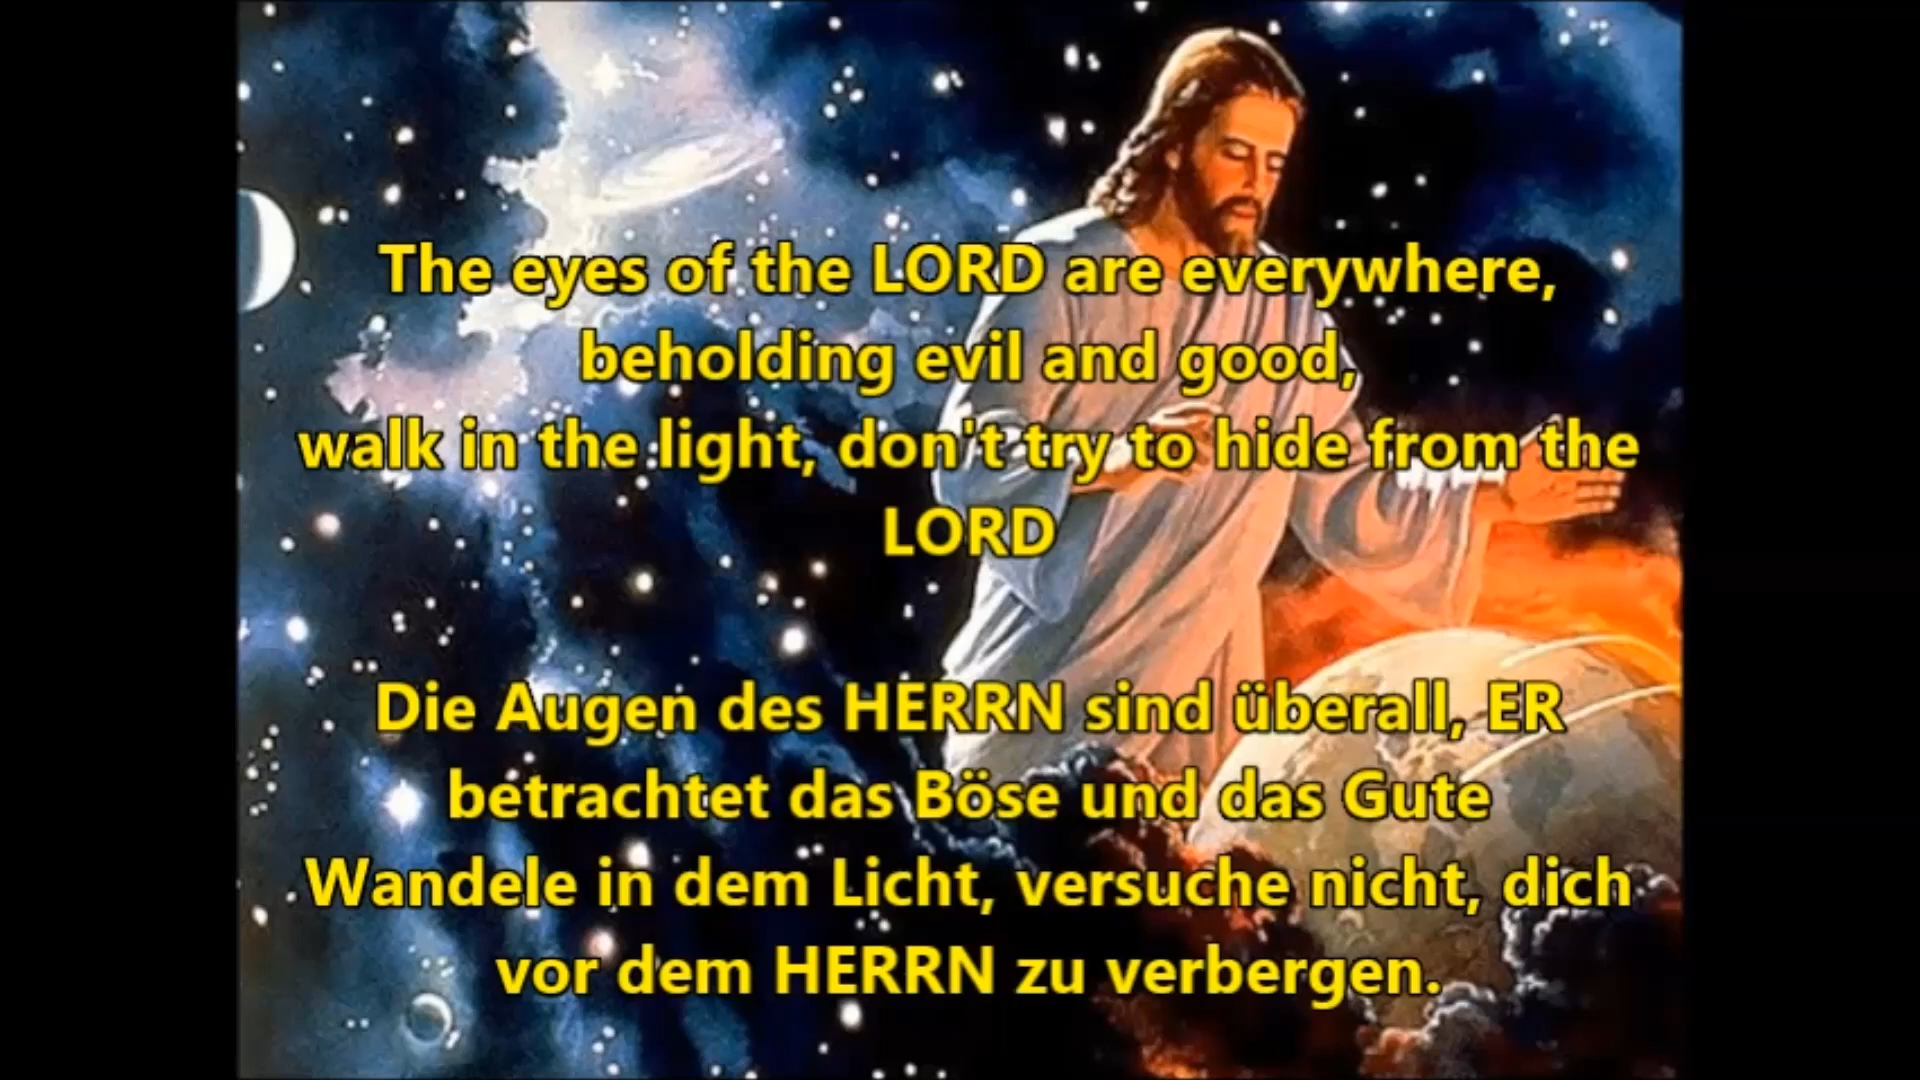 The eyes of the LORD are everywhere,
beholding evil and good,
walk in the light, don't try to hide from the
LORD
Die Augen des HERRN sind überall, ER
betrachtet das Böse und das Gute
Wandele in dem Licht, versuche nicht, dich
vor dem HERRN zu verbergen.